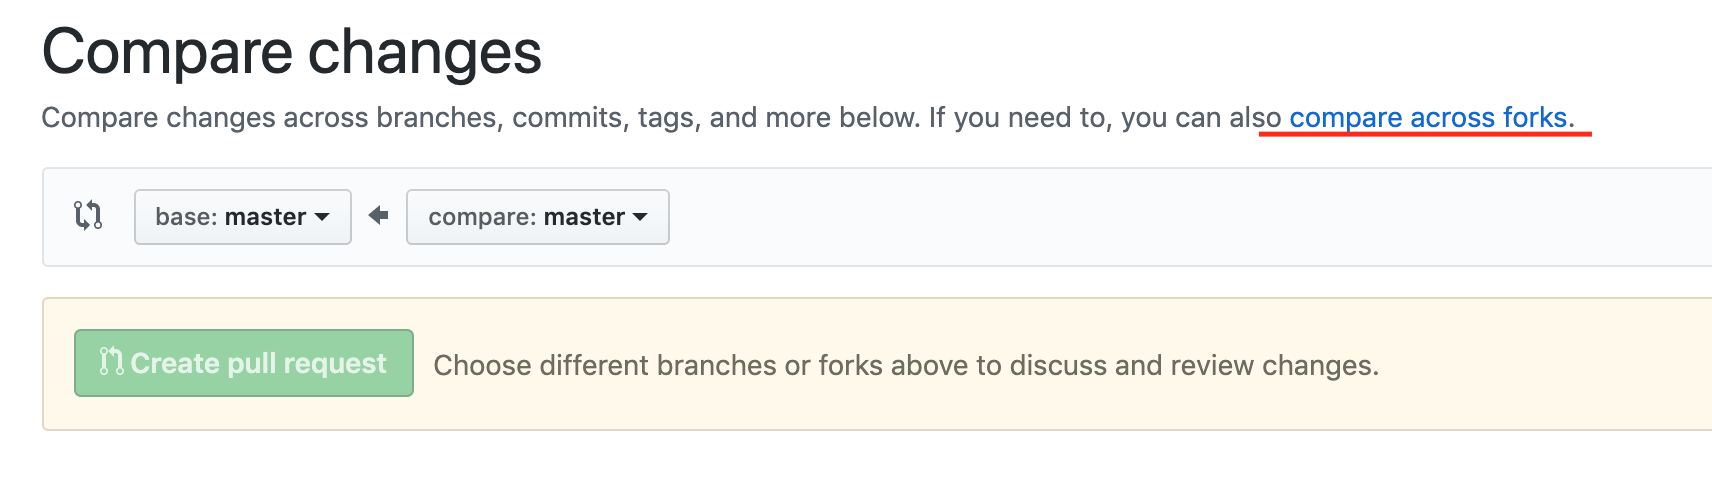 Compare changes
Compare changes across branches, commits, tags, and more below. If you need to, you can also compare across forks.
base: master compare: master
Create pull request Choose different branches or forks above to discuss and review changes.